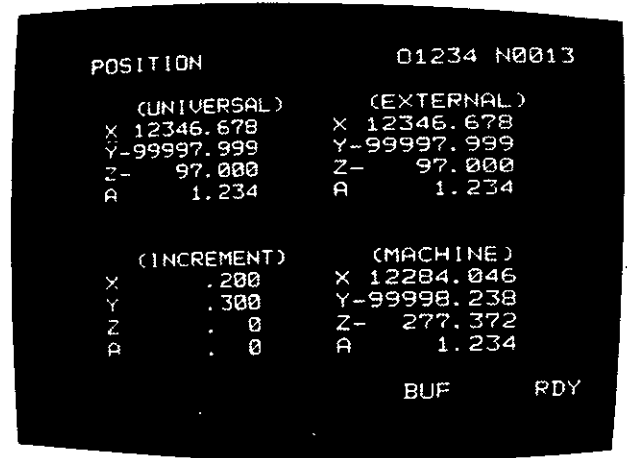 POSITION O1234 N0013
(UNIVERSAL) (EXTERNAL)
X 12346.678 X 12346.678
Y-99997.999 Y-99997.999
Z- 97.000 Z- 97.000
A 1.234 A 1.234
(INCREMENT) (MACHINE)
X .200 X 12284.046
Y .300 Y-99998.238
Z . 0 Z- 277.372
A . 0 A 1.234
BUF RDY